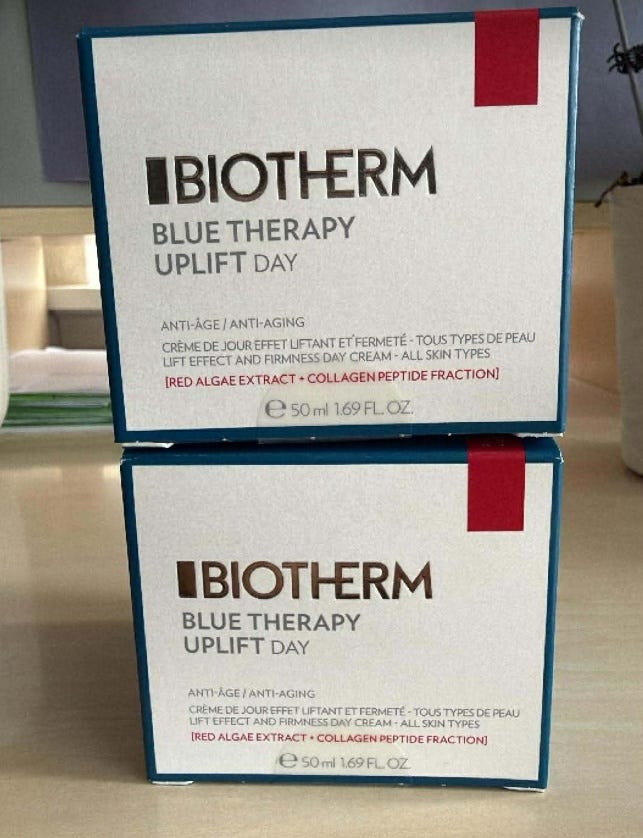 BIOTHERM
BLUE THERAPY
UPLIFT DAY
ANTI-ÂGE / ANTI-AGING
CRÈME DE JOUR EFFET LIFTANT ET FERMETÉ - TOUS TYPES DE PEAU
LIFT EFFECT AND FIRMNESS DAY CREAM - ALL SKIN TYPES
[RED ALGAE EXTRACT + COLLAGEN PEPTIDE FRACTION]
℮ 50 ml 1.69 FL. OZ.
BIOTHERM
BLUE THERAPY
UPLIFT DAY
ANTI-ÂGE / ANTI-AGING
CRÈME DE JOUR EFFET LIFTANT ET FERMETÉ - TOUS TYPES DE PEAU
LIFT EFFECT AND FIRMNESS DAY CREAM - ALL SKIN TYPES
[RED ALGAE EXTRACT + COLLAGEN PEPTIDE FRACTION]
℮ 50 ml 1.69 FL. OZ.